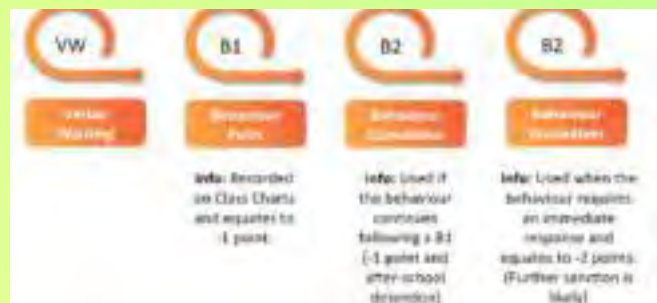 VW
B1
B2
B2
Verbal
Warning
Behaviour
Point
Behaviour
Behaviour
Info: Recorded
on Class Charts
and equates to
-1 point.
Info: Used if
the behaviour
continues
following a B1
(-1 point and
after-school
detention)
Info: Used when the
behaviour requires
an immediate
response and
equates to -2 points.
(Further sanction is
likely)